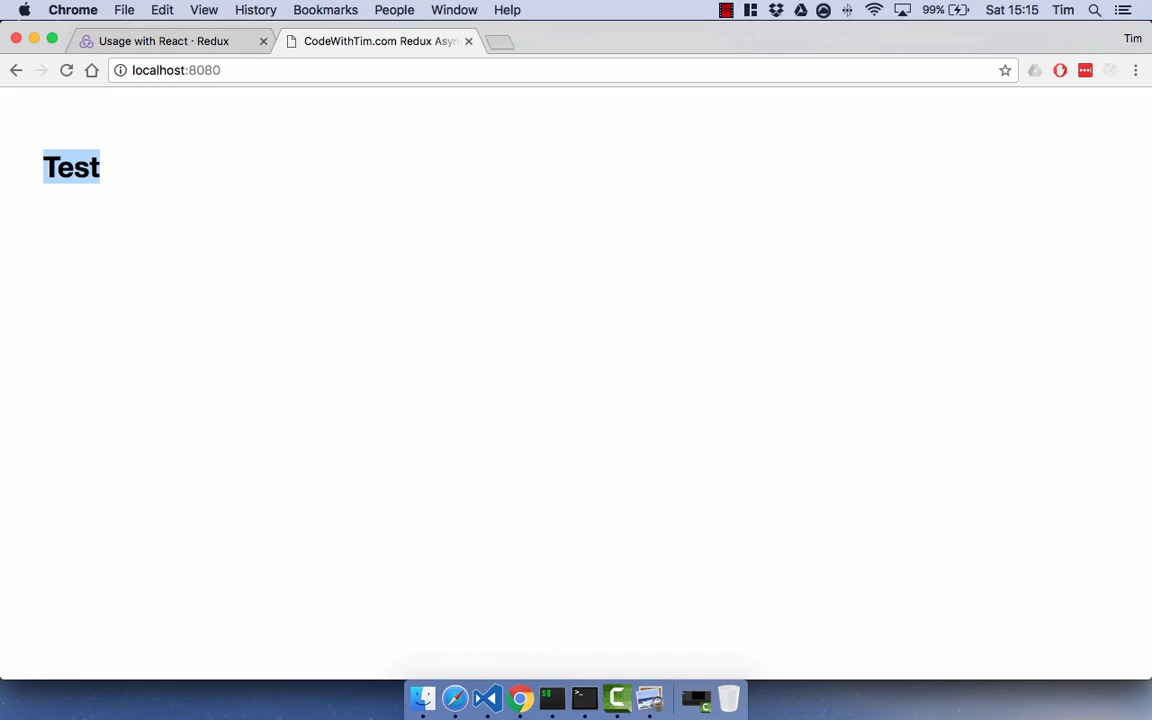 Chrome File Edit View History Bookmarks People Window Help 99% Sat 15:15 Tim
Usage with React · Redux CodeWithTim.com Redux Asyn Tim
localhost:8080
Test